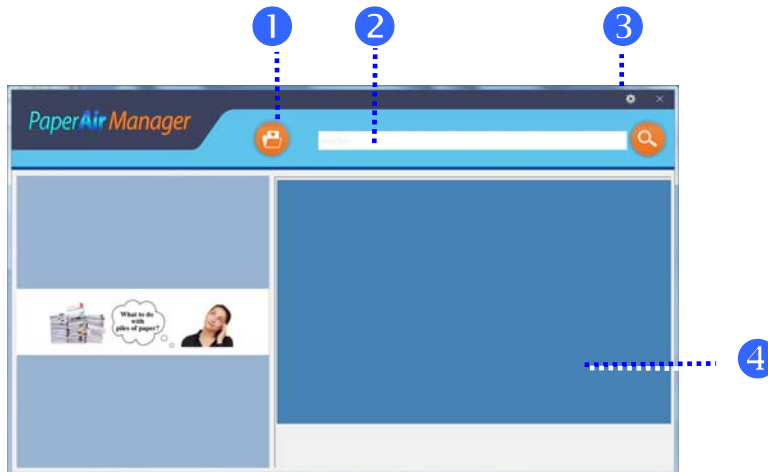 1 2 3
PaperAir Manager
What to do
with
piles of paper?
4